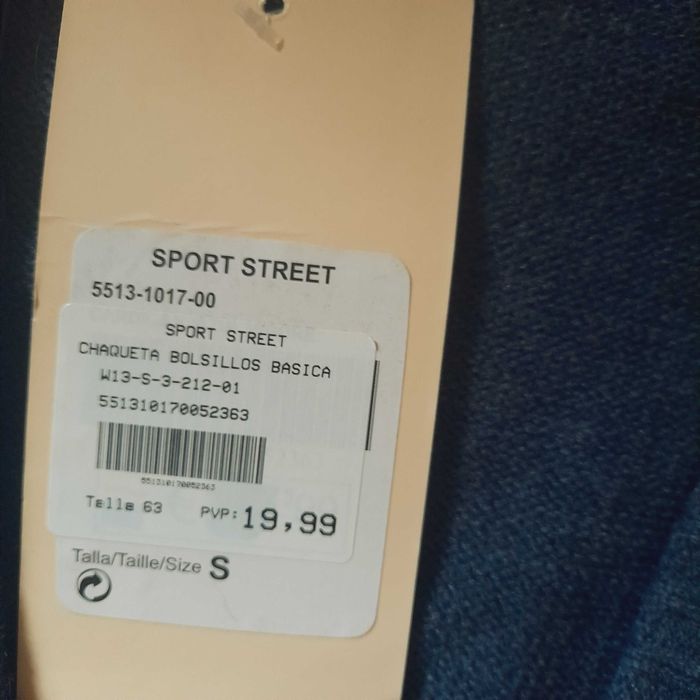 SPORT STREET
5513-1017-00
SPORT STREET
CHAQUETA BOLSILLOS BASICA
W13-S-3-212-01
551310170052363
551310170052363
Talla 63 PVP: 19,99
Talla/Taille/Size S